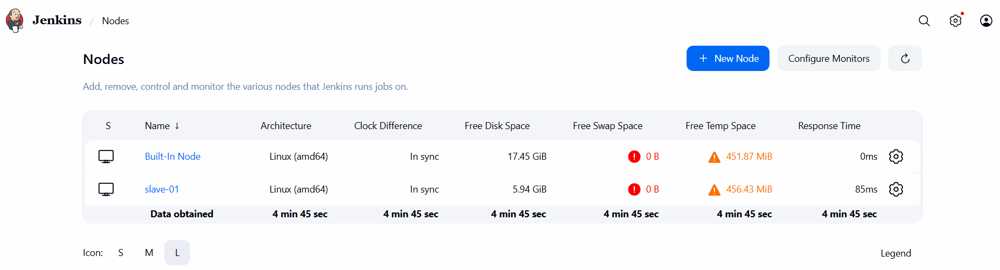 Jenkins / Nodes
Nodes
+ New Node
Configure Monitors
Add, remove, control and monitor the various nodes that Jenkins runs jobs on.
S Name ↓ Architecture Clock Difference Free Disk Space Free Swap Space Free Temp Space Response Time
Built-In Node Linux (amd64) In sync 17.45 GiB 0 B 451.87 MiB 0ms
slave-01 Linux (amd64) In sync 5.94 GiB 0 B 456.43 MiB 85ms
Data obtained 4 min 45 sec 4 min 45 sec 4 min 45 sec 4 min 45 sec 4 min 45 sec 4 min 45 sec
Icon: S M L
Legend